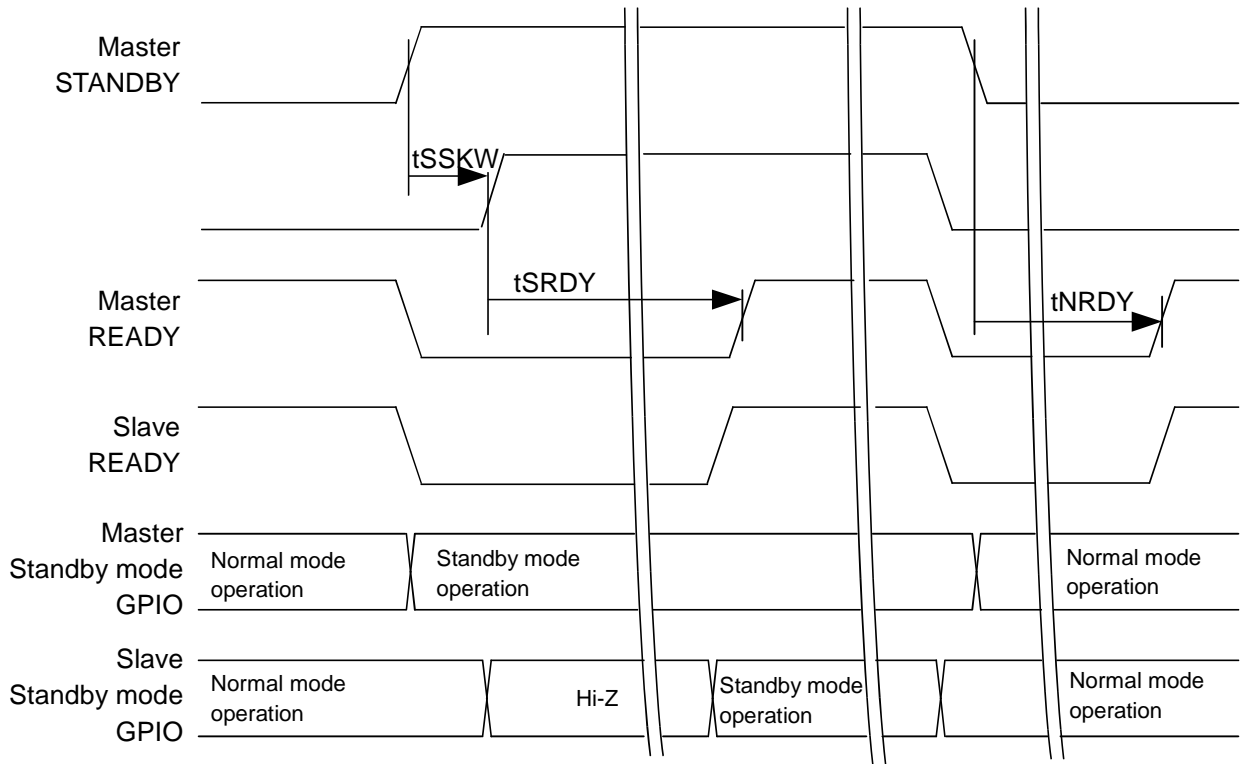 Master
STANDBY
tSSKW
Master
READY
tSRDY
tNRDY
Slave
READY
Master
Standby mode
GPIO
Normal mode
operation
Standby mode
operation
Normal mode
operation
Slave
Standby mode
GPIO
Normal mode
operation
Hi-Z
Standby mode
operation
Normal mode
operation